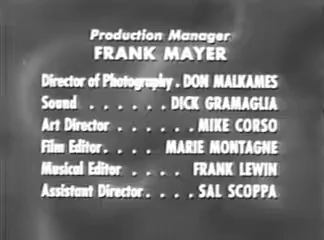 Production Manager
FRANK MAYER
Director of Photography. DON MALKAMES
Sound . . . . . . DICK GRAMAGLIA
Art Director . . . . . . MIKE CORSO
Film Editor. . . . MARIE MONTAGNE
Musical Editor . . . . FRANK LEWIN
Assistant Director. . . . SAL SCOPPA